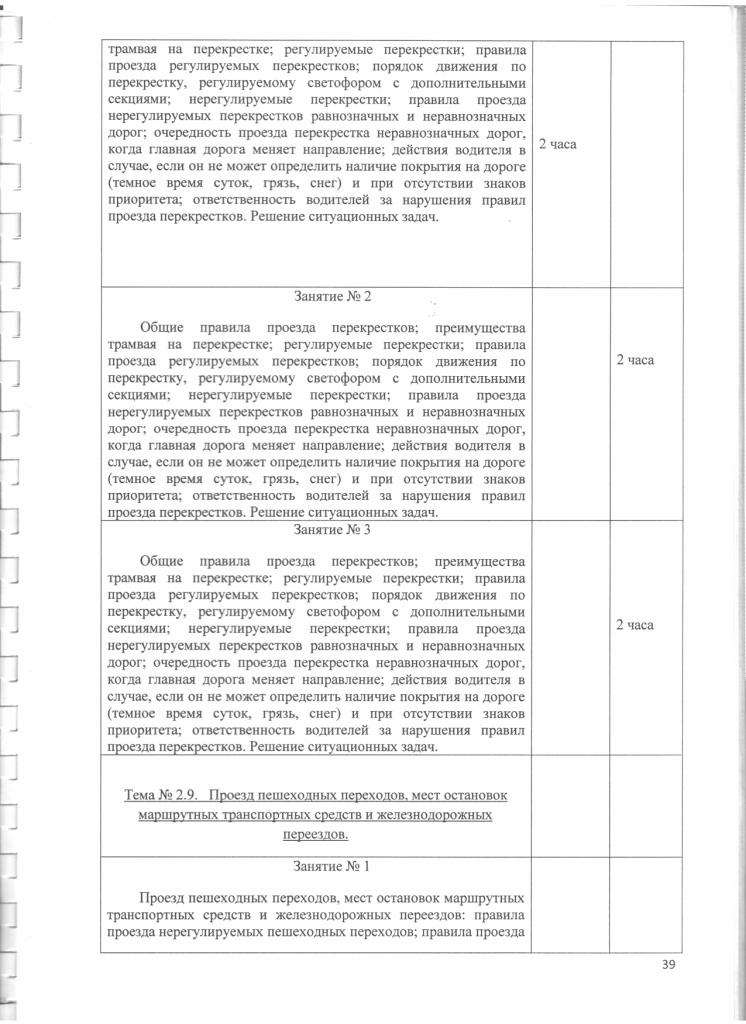 трамвая на перекрестке; регулируемые перекрестки; правила
проезда регулируемых перекрестков; порядок движения по
перекрестку, регулируемому светофором с дополнительными
секциями; нерегулируемые перекрестки; правила проезда
нерегулируемых перекрестков равнозначных и неравнозначных
дорог; очередность проезда перекрестка неравнозначных дорог,
когда главная дорога меняет направление; действия водителя в
случае, если он не может определить наличие покрытия на дороге
(темное время суток, грязь, снег) и при отсутствии знаков
приоритета; ответственность водителей за нарушения правил
проезда перекрестков. Решение ситуационных задач.
2 часа
Занятие № 2
Общие правила проезда перекрестков; преимущества
трамвая на перекрестке; регулируемые перекрестки; правила
проезда регулируемых перекрестков; порядок движения по
перекрестку, регулируемому светофором с дополнительными
секциями; нерегулируемые перекрестки; правила проезда
нерегулируемых перекрестков равнозначных и неравнозначных
дорог; очередность проезда перекрестка неравнозначных дорог,
когда главная дорога меняет направление; действия водителя в
случае, если он не может определить наличие покрытия на дороге
(темное время суток, грязь, снег) и при отсутствии знаков
приоритета; ответственность водителей за нарушения правил
проезда перекрестков. Решение ситуационных задач.
2 часа
Занятие № 3
Общие правила проезда перекрестков; преимущества
трамвая на перекрестке; регулируемые перекрестки; правила
проезда регулируемых перекрестков; порядок движения по
перекрестку, регулируемому светофором с дополнительными
секциями; нерегулируемые перекрестки; правила проезда
нерегулируемых перекрестков равнозначных и неравнозначных
дорог; очередность проезда перекрестка неравнозначных дорог,
когда главная дорога меняет направление; действия водителя в
случае, если он не может определить наличие покрытия на дороге
(темное время суток, грязь, снег) и при отсутствии знаков
приоритета; ответственность водителей за нарушения правил
проезда перекрестков. Решение ситуационных задач.
2 часа
Тема № 2.9. Проезд пешеходных переходов, мест остановок
маршрутных транспортных средств и железнодорожных
переездов.
Занятие № 1
Проезд пешеходных переходов, мест остановок маршрутных
транспортных средств и железнодорожных переездов: правила
проезда нерегулируемых пешеходных переходов; правила проезда
39